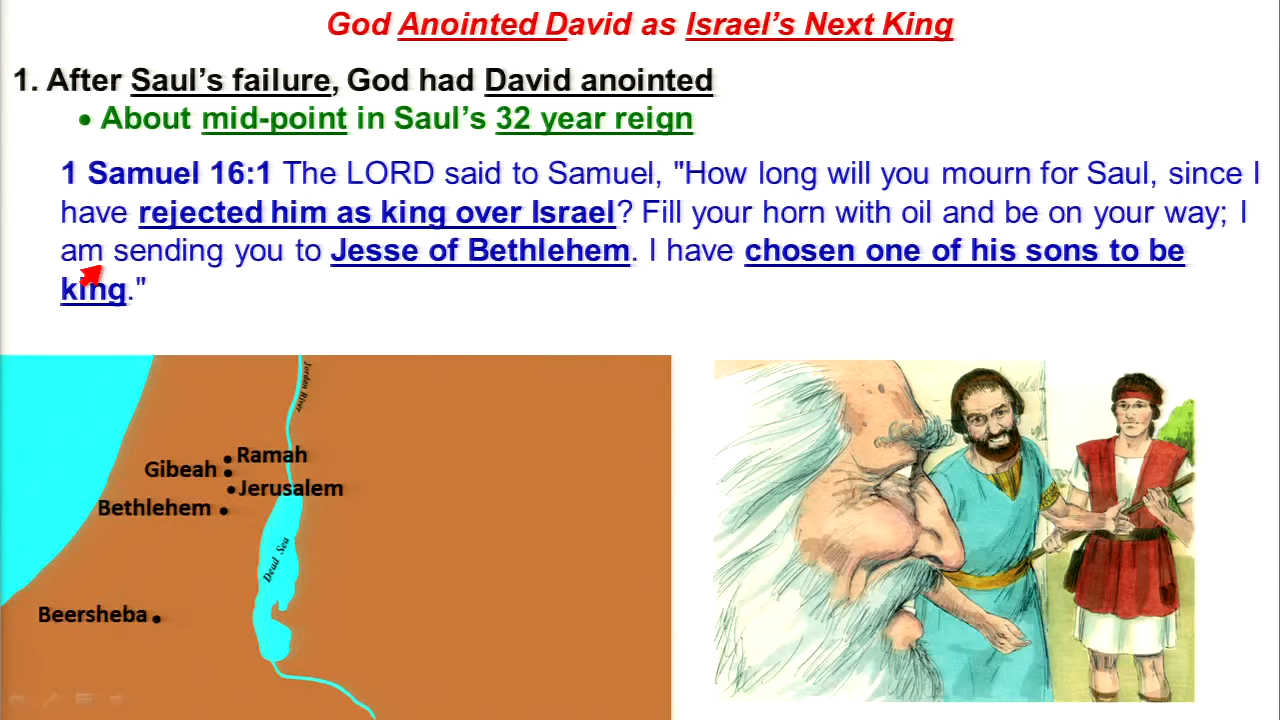 God Anointed David as Israel's Next King
1. After Saul's failure, God had David anointed
• About mid-point in Saul's 32 year reign
1 Samuel 16:1 The LORD said to Samuel, "How long will you mourn for Saul, since I
have rejected him as king over Israel? Fill your horn with oil and be on your way; I
am sending you to Jesse of Bethlehem. I have chosen one of his sons to be
king."
Jordan River
Ramah
Gibeah
Jerusalem
Bethlehem
Dead Sea
Beersheba